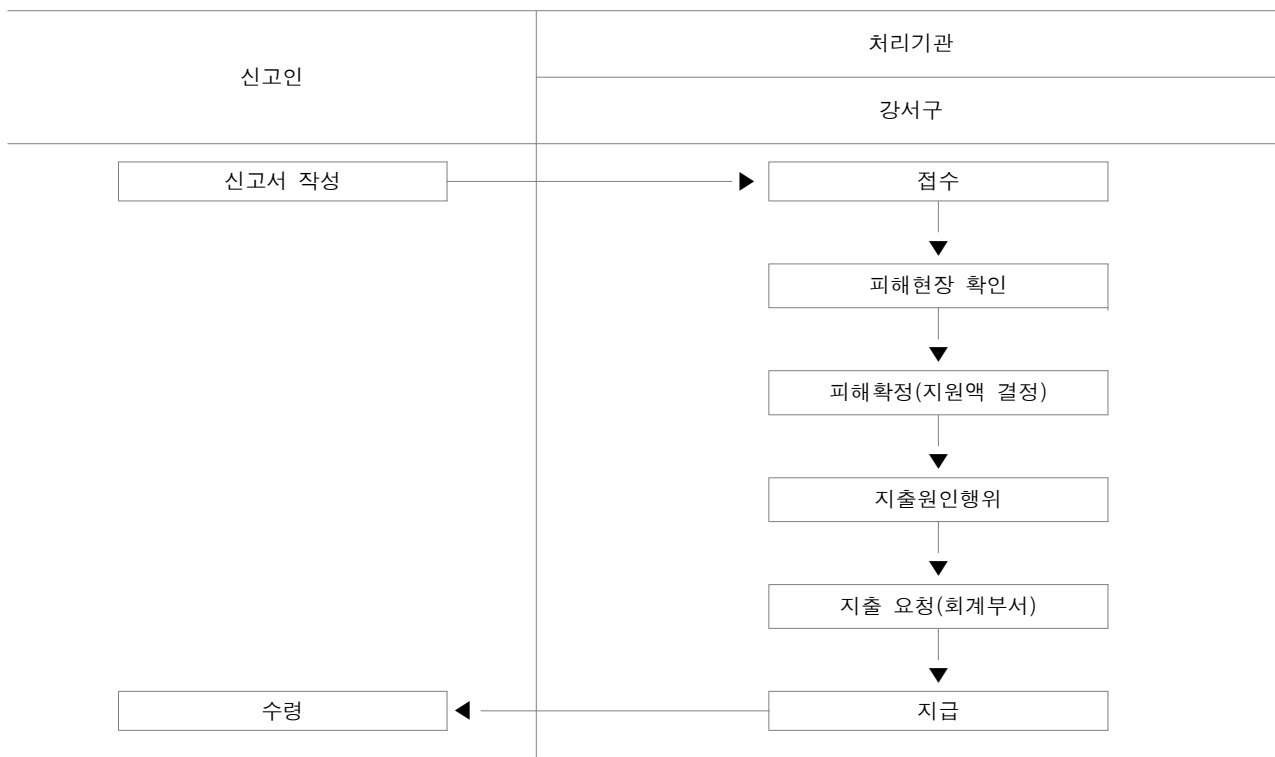 신고인
처리기관
강서구
신고서 작성
접수
피해현장 확인
피해확정(지원액 결정)
지출원인행위
지출 요청(회계부서)
수령
지급